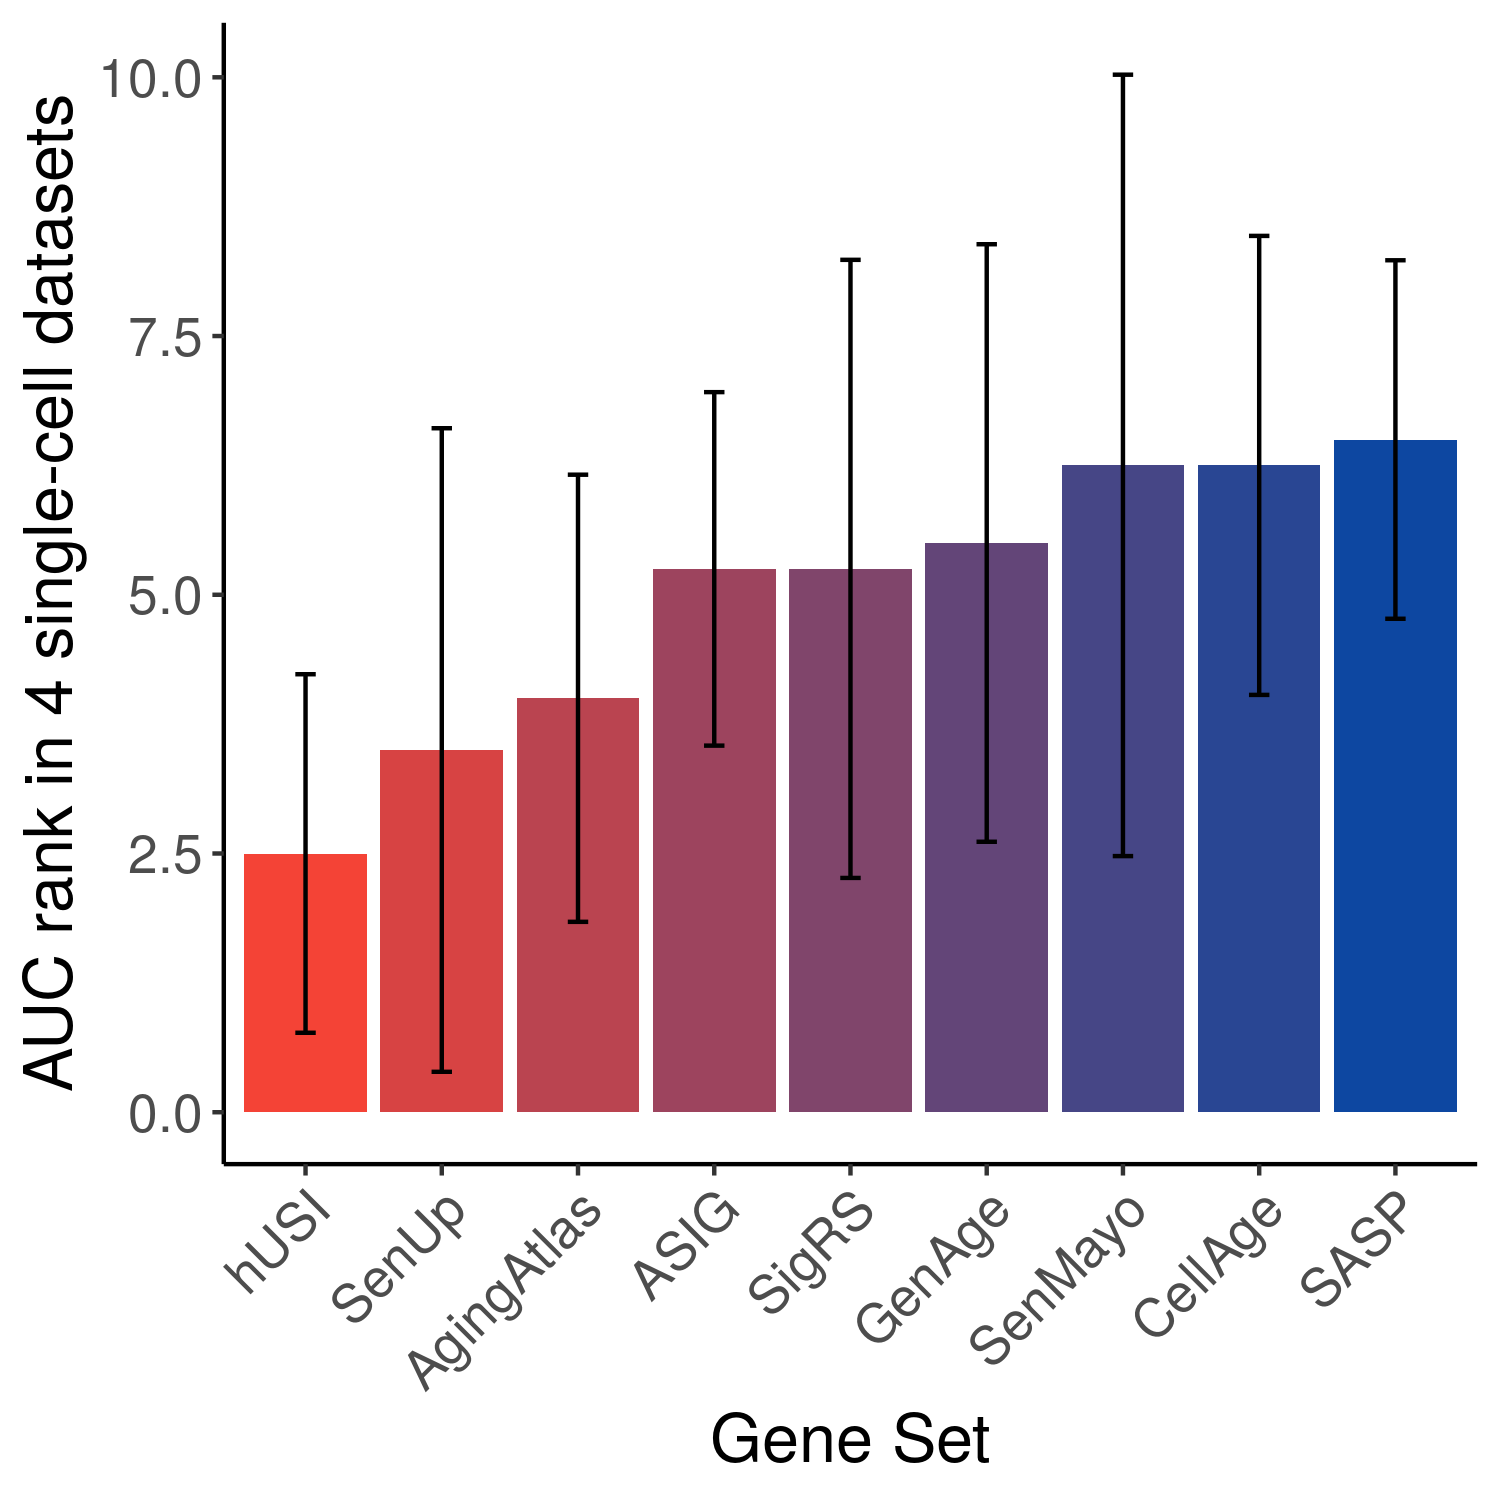 AUC rank in 4 single-cell datasets
10.0
7.5
5.0
2.5
0.0
hUSI
SenUp
AgingAtlas
ASIG
SigRS
GenAge
SenMayo
CellAge
SASP
Gene Set